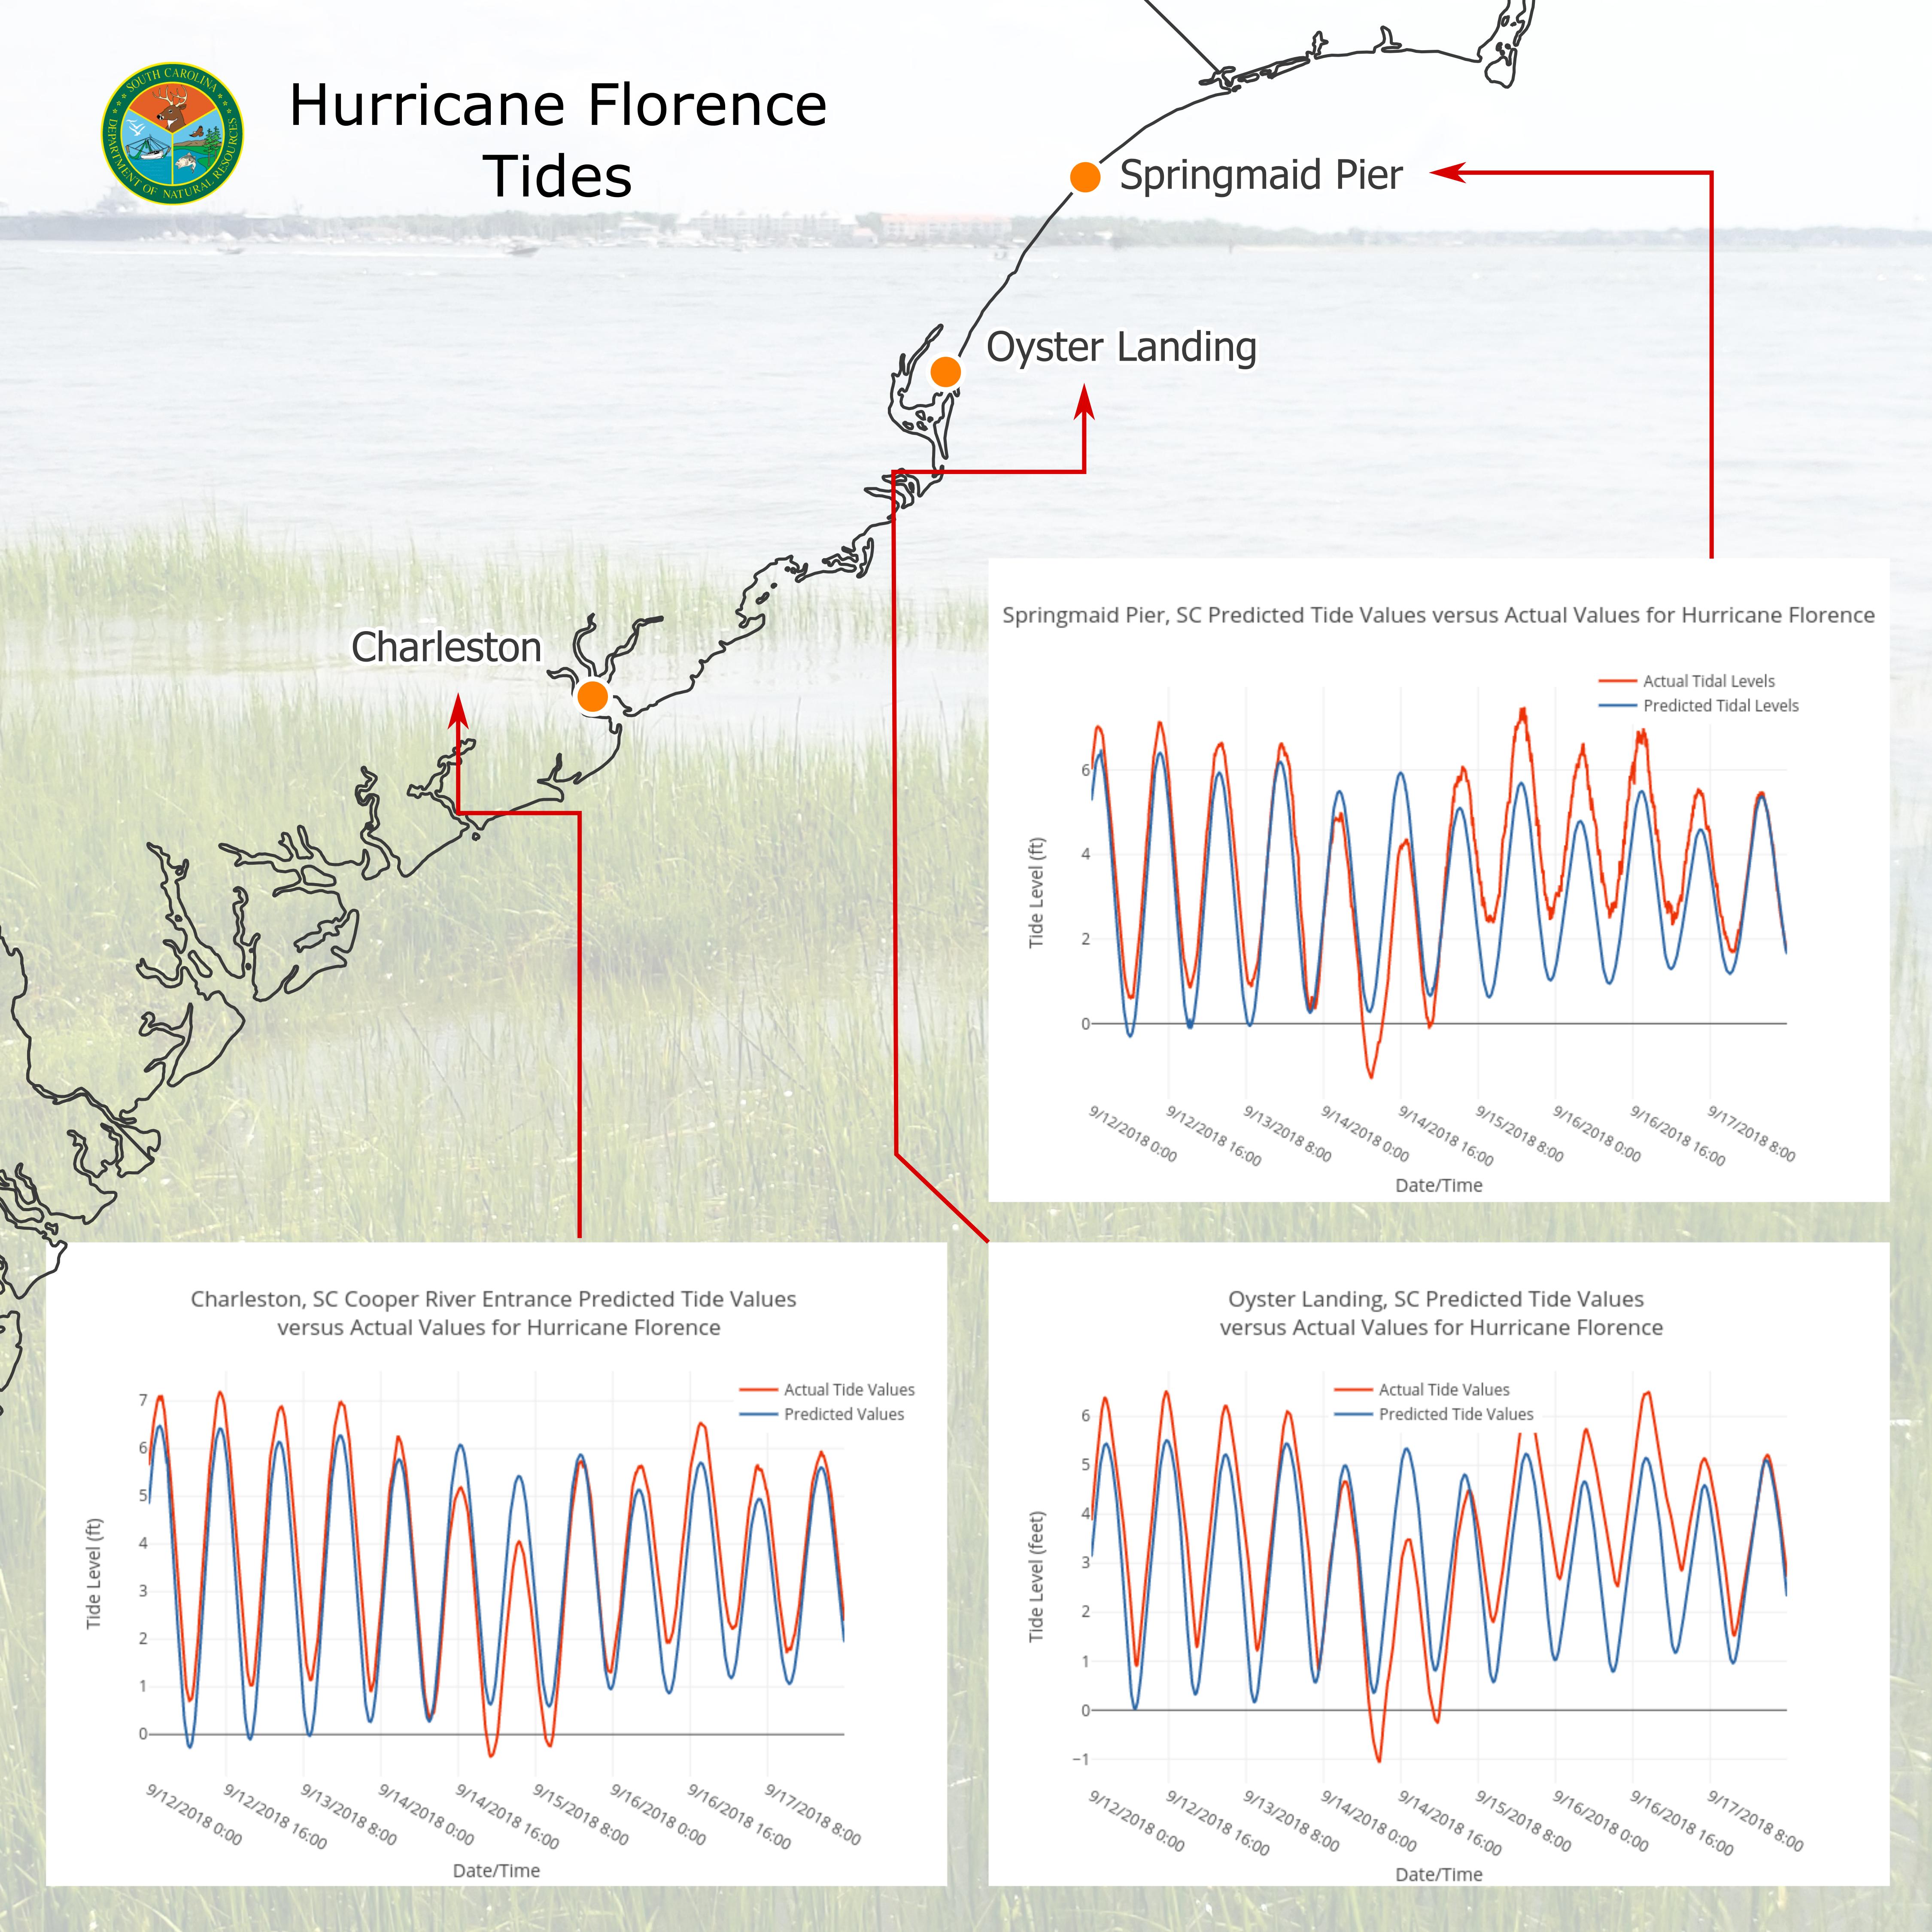 SOUTH CAROLINA
DEPARTMENT OF NATURAL RESOURCES
Hurricane Florence
Tides
Springmaid Pier
Oyster Landing
Charleston
Springmaid Pier, SC Predicted Tide Values versus Actual Values for Hurricane Florence
Actual Tidal Levels
Predicted Tidal Levels
6
4
2
0
Tide Level (ft)
9/12/2018 0:00
9/12/2018 16:00
9/13/2018 8:00
9/14/2018 0:00
9/14/2018 16:00
9/15/2018 8:00
9/16/2018 0:00
9/16/2018 16:00
9/17/2018 8:00
Date/Time
Charleston, SC Cooper River Entrance Predicted Tide Values
versus Actual Values for Hurricane Florence
Actual Tide Values
Predicted Values
7
6
5
4
3
2
1
0
Tide Level (ft)
9/12/2018 0:00
9/12/2018 16:00
9/13/2018 8:00
9/14/2018 0:00
9/14/2018 16:00
9/15/2018 8:00
9/16/2018 0:00
9/16/2018 16:00
9/17/2018 8:00
Date/Time
Oyster Landing, SC Predicted Tide Values
versus Actual Values for Hurricane Florence
Actual Tide Values
Predicted Tide Values
6
5
4
3
2
1
0
−1
Tide Level (feet)
9/12/2018 0:00
9/12/2018 16:00
9/13/2018 8:00
9/14/2018 0:00
9/14/2018 16:00
9/15/2018 8:00
9/16/2018 0:00
9/16/2018 16:00
9/17/2018 8:00
Date/Time